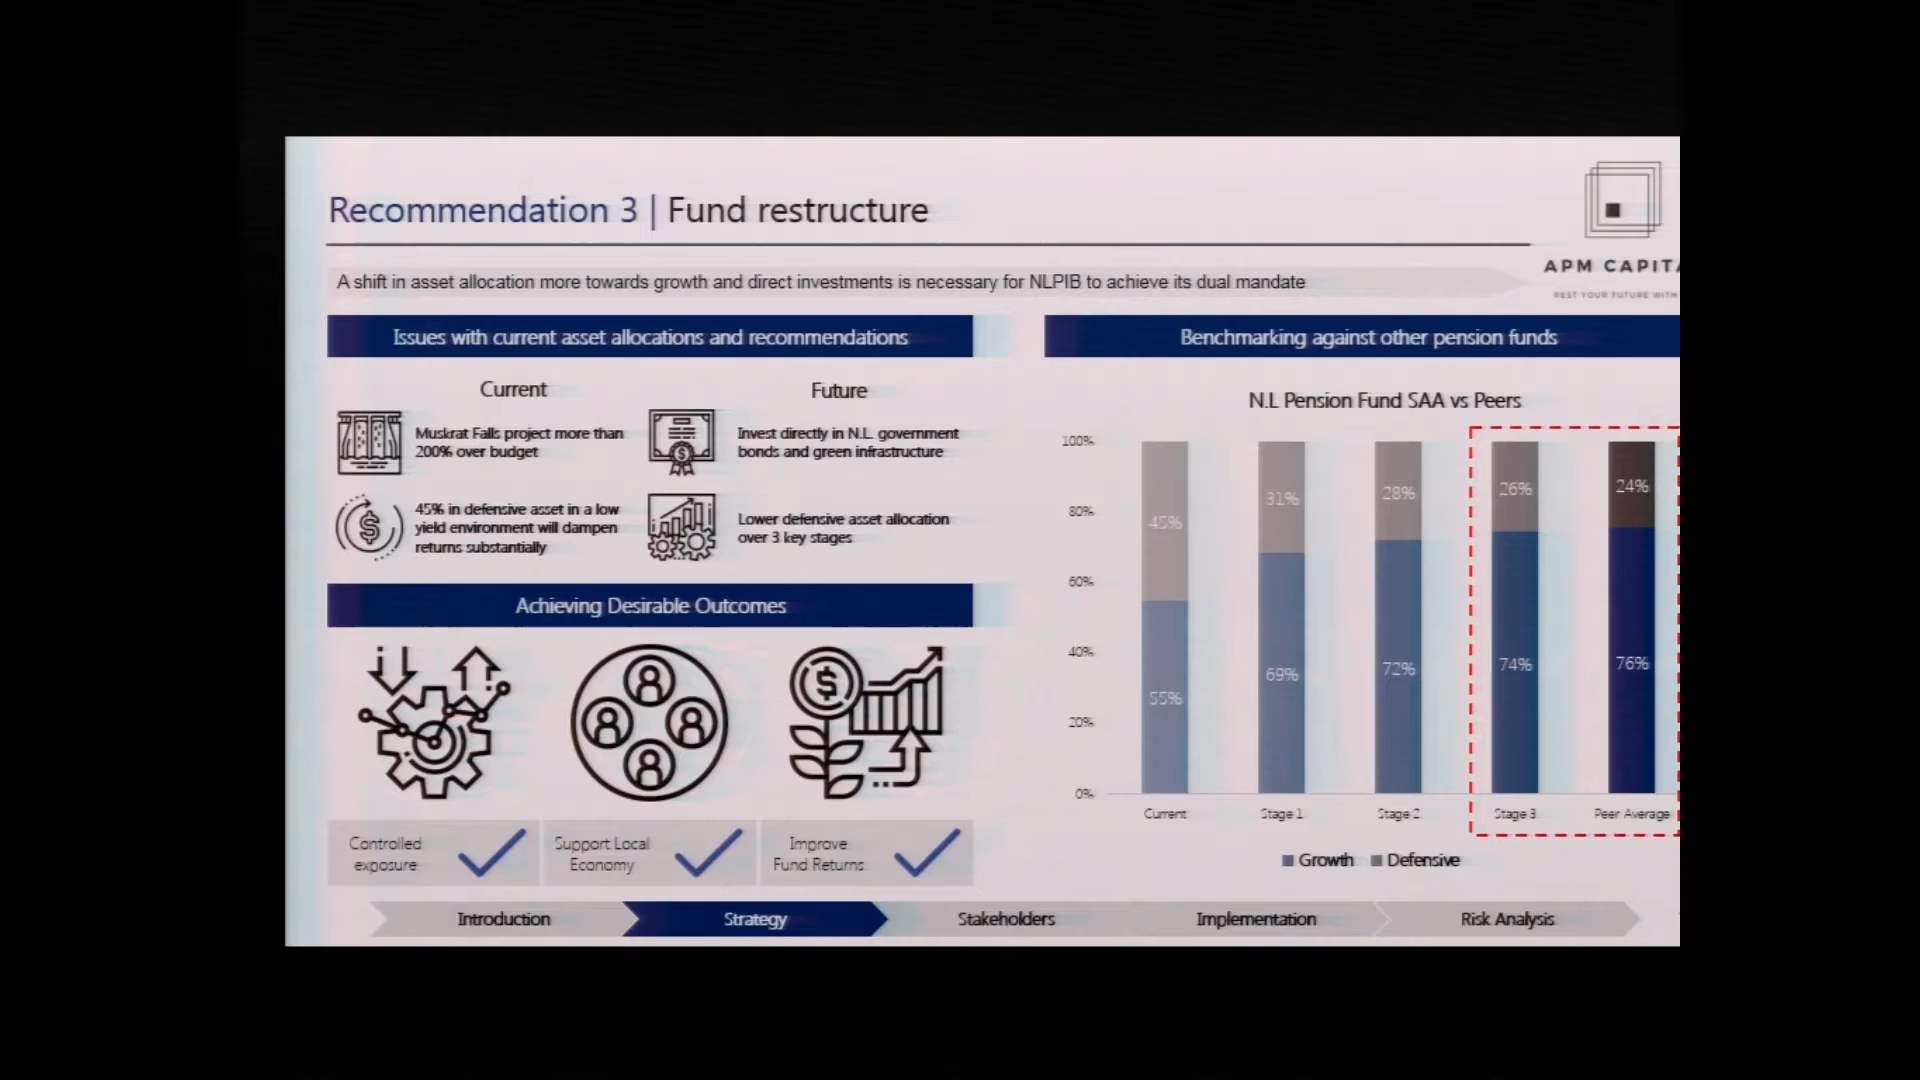 Recommendation 3 | Fund restructure
APM CAPITA
REST YOUR FUTURE WITH
A shift in asset allocation more towards growth and direct investments is necessary for NLPIB to achieve its dual mandate
Issues with current asset allocations and recommendations
Current
Future
Muskrat Falls project more than
200% over budget
Invest directly in N.L. government
bonds and green infrastructure
45% in defensive asset in a low
yield environment will dampen
returns substantially
Lower defensive asset allocation
over 3 key stages
Achieving Desirable Outcomes
Controlled
exposure
Support Local
Economy
Improve
Fund Returns
Benchmarking against other pension funds
N.L Pension Fund SAA vs Peers
100%
80%
60%
40%
20%
0%
45%
31%
28%
26%
24%
55%
69%
72%
74%
76%
Current
Stage 1
Stage 2
Stage 3
Peer Average
Growth
Defensive
Introduction
Strategy
Stakeholders
Implementation
Risk Analysis